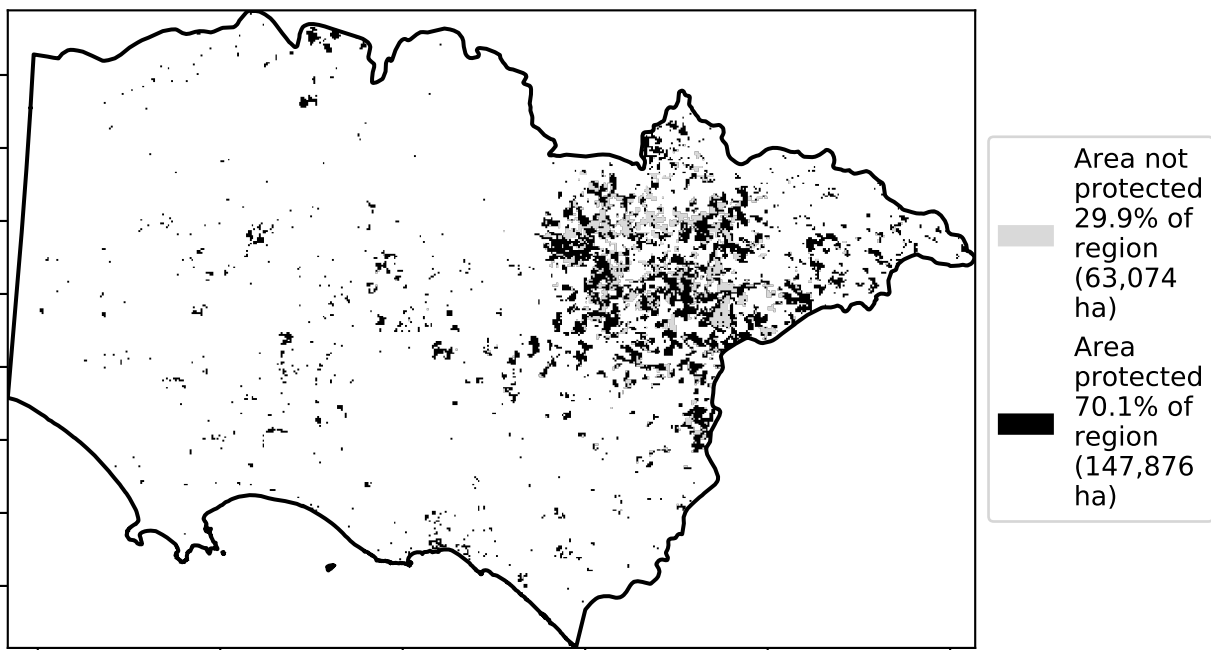 Area not
protected
29.9% of
region
(63,074
ha)
Area
protected
70.1% of
region
(147,876
ha)